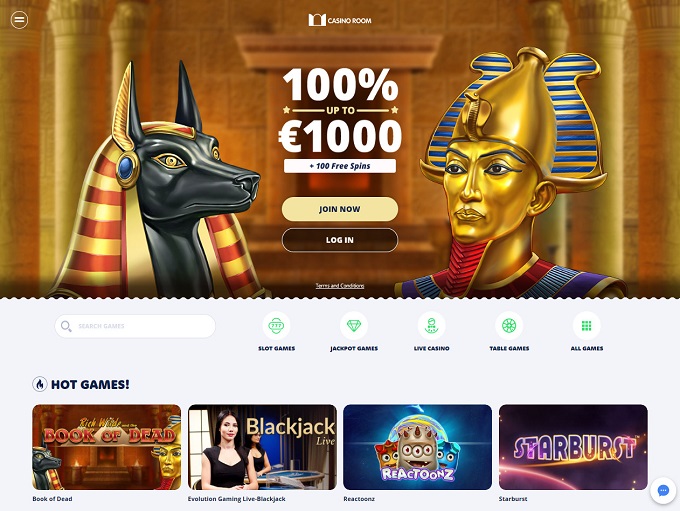 CASINO ROOM
100%
UP TO
€1000
+ 100 Free Spins
JOIN NOW
LOG IN
Terms and Conditions
SEARCH GAMES
777
SLOT GAMES
JACKPOT GAMES
LIVE CASINO
TABLE GAMES
ALL GAMES
HOT GAMES!
Rich Wilde and the
BOOK OF DEAD
Blackjack
Live
REACTOONZ
STARBURST
Book of Dead
Evolution Gaming Live-Blackjack
Reactoonz
Starburst